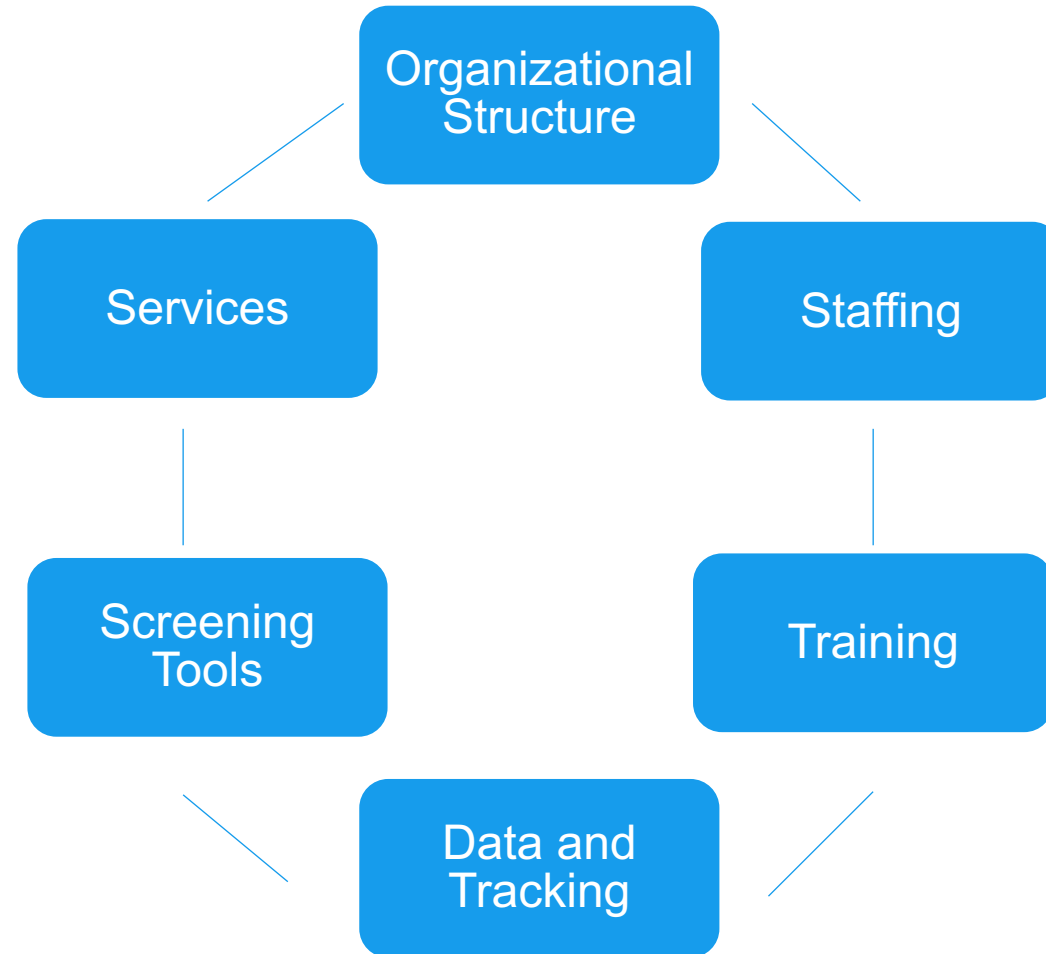 Organizational
Structure
Services
Staffing
Screening
Tools
Training
Data and
Tracking